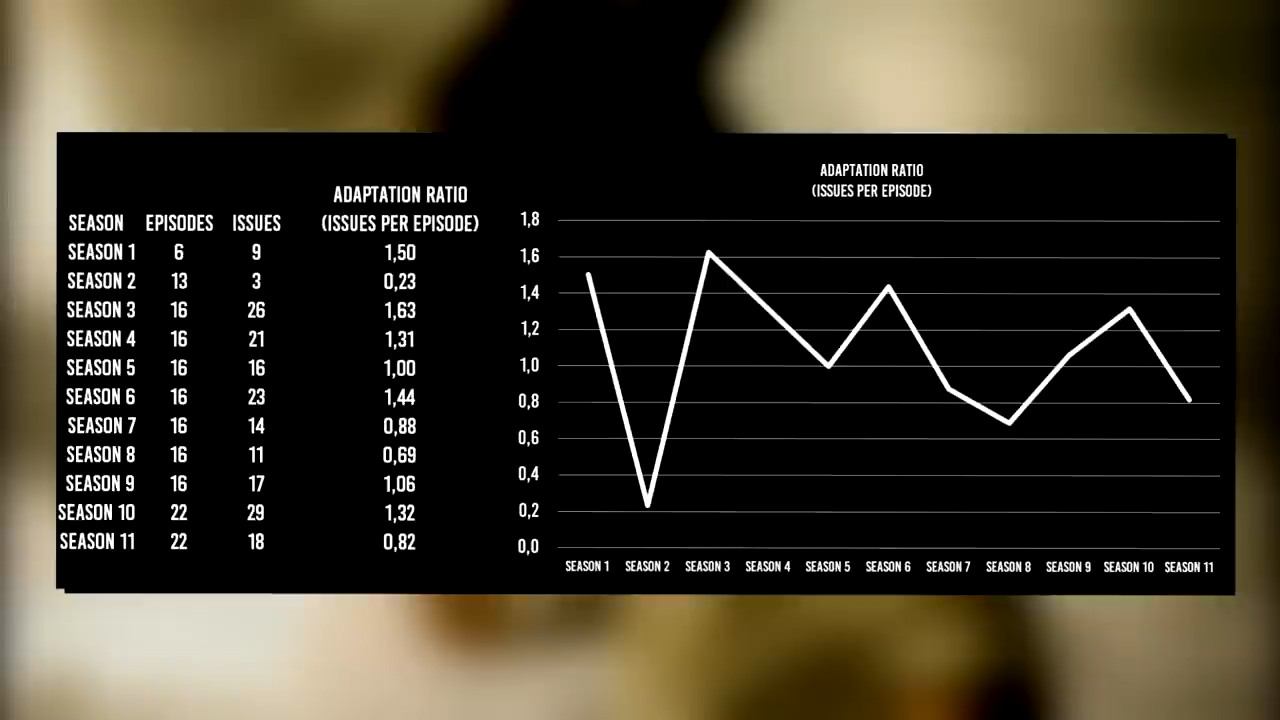 ADAPTATION RATIO
SEASON EPISODES ISSUES (ISSUES PER EPISODE)
SEASON 1 6 9 1,50
SEASON 2 13 3 0,23
SEASON 3 16 26 1,63
SEASON 4 16 21 1,31
SEASON 5 16 16 1,00
SEASON 6 16 23 1,44
SEASON 7 16 14 0,88
SEASON 8 16 11 0,69
SEASON 9 16 17 1,06
SEASON 10 22 29 1,32
SEASON 11 22 18 0,82
ADAPTATION RATIO
(ISSUES PER EPISODE)
1,8
1,6
1,4
1,2
1,0
0,8
0,6
0,4
0,2
0,0
SEASON 1 SEASON 2 SEASON 3 SEASON 4 SEASON 5 SEASON 6 SEASON 7 SEASON 8 SEASON 9 SEASON 10 SEASON 11